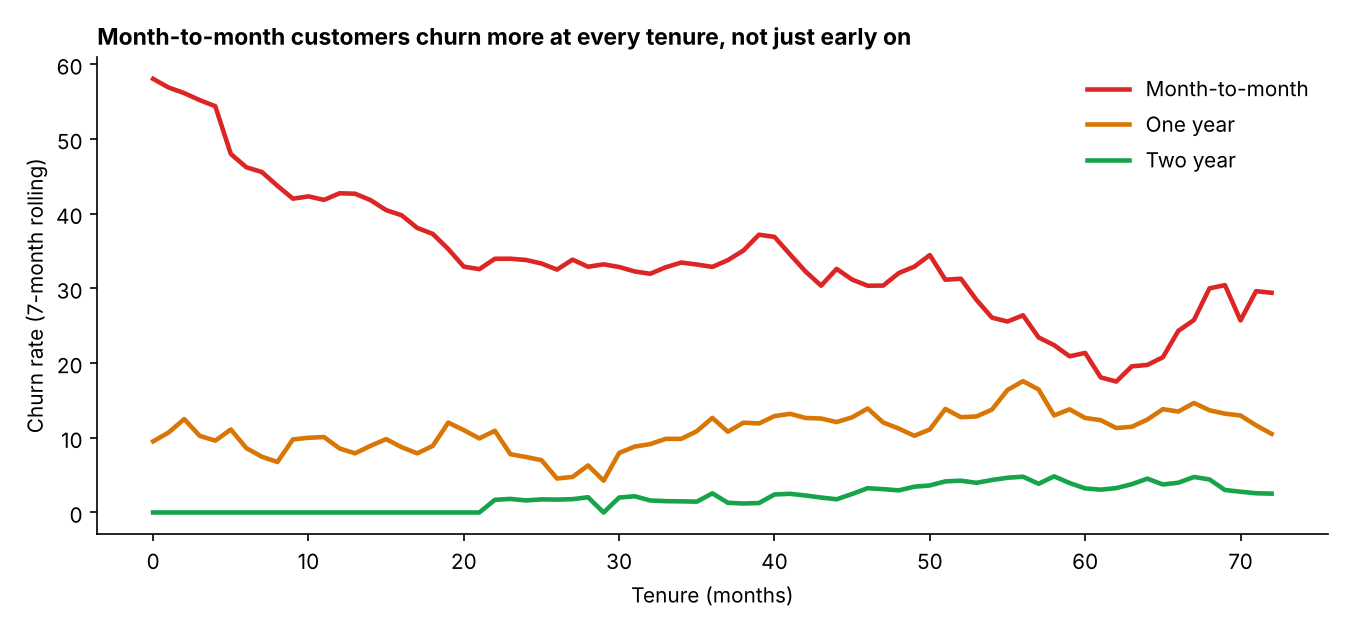 Month-to-month customers churn more at every tenure, not just early on
Month-to-month
One year
Two year
Churn rate (7-month rolling)
60
50
40
30
20
10
0
0 10 20 30 40 50 60 70
Tenure (months)